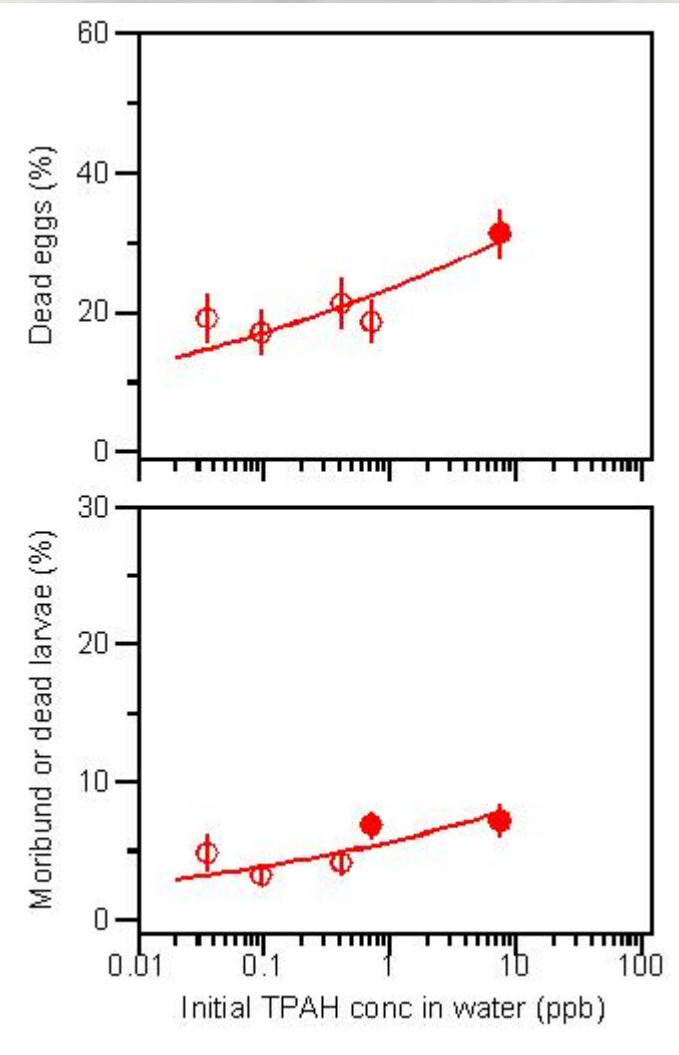 60
40
20
0
Dead eggs (%)
30
20
10
0
Moribund or dead larvae (%)
0.01 0.1 1 10 100
Initial TPAH conc in water (ppb)